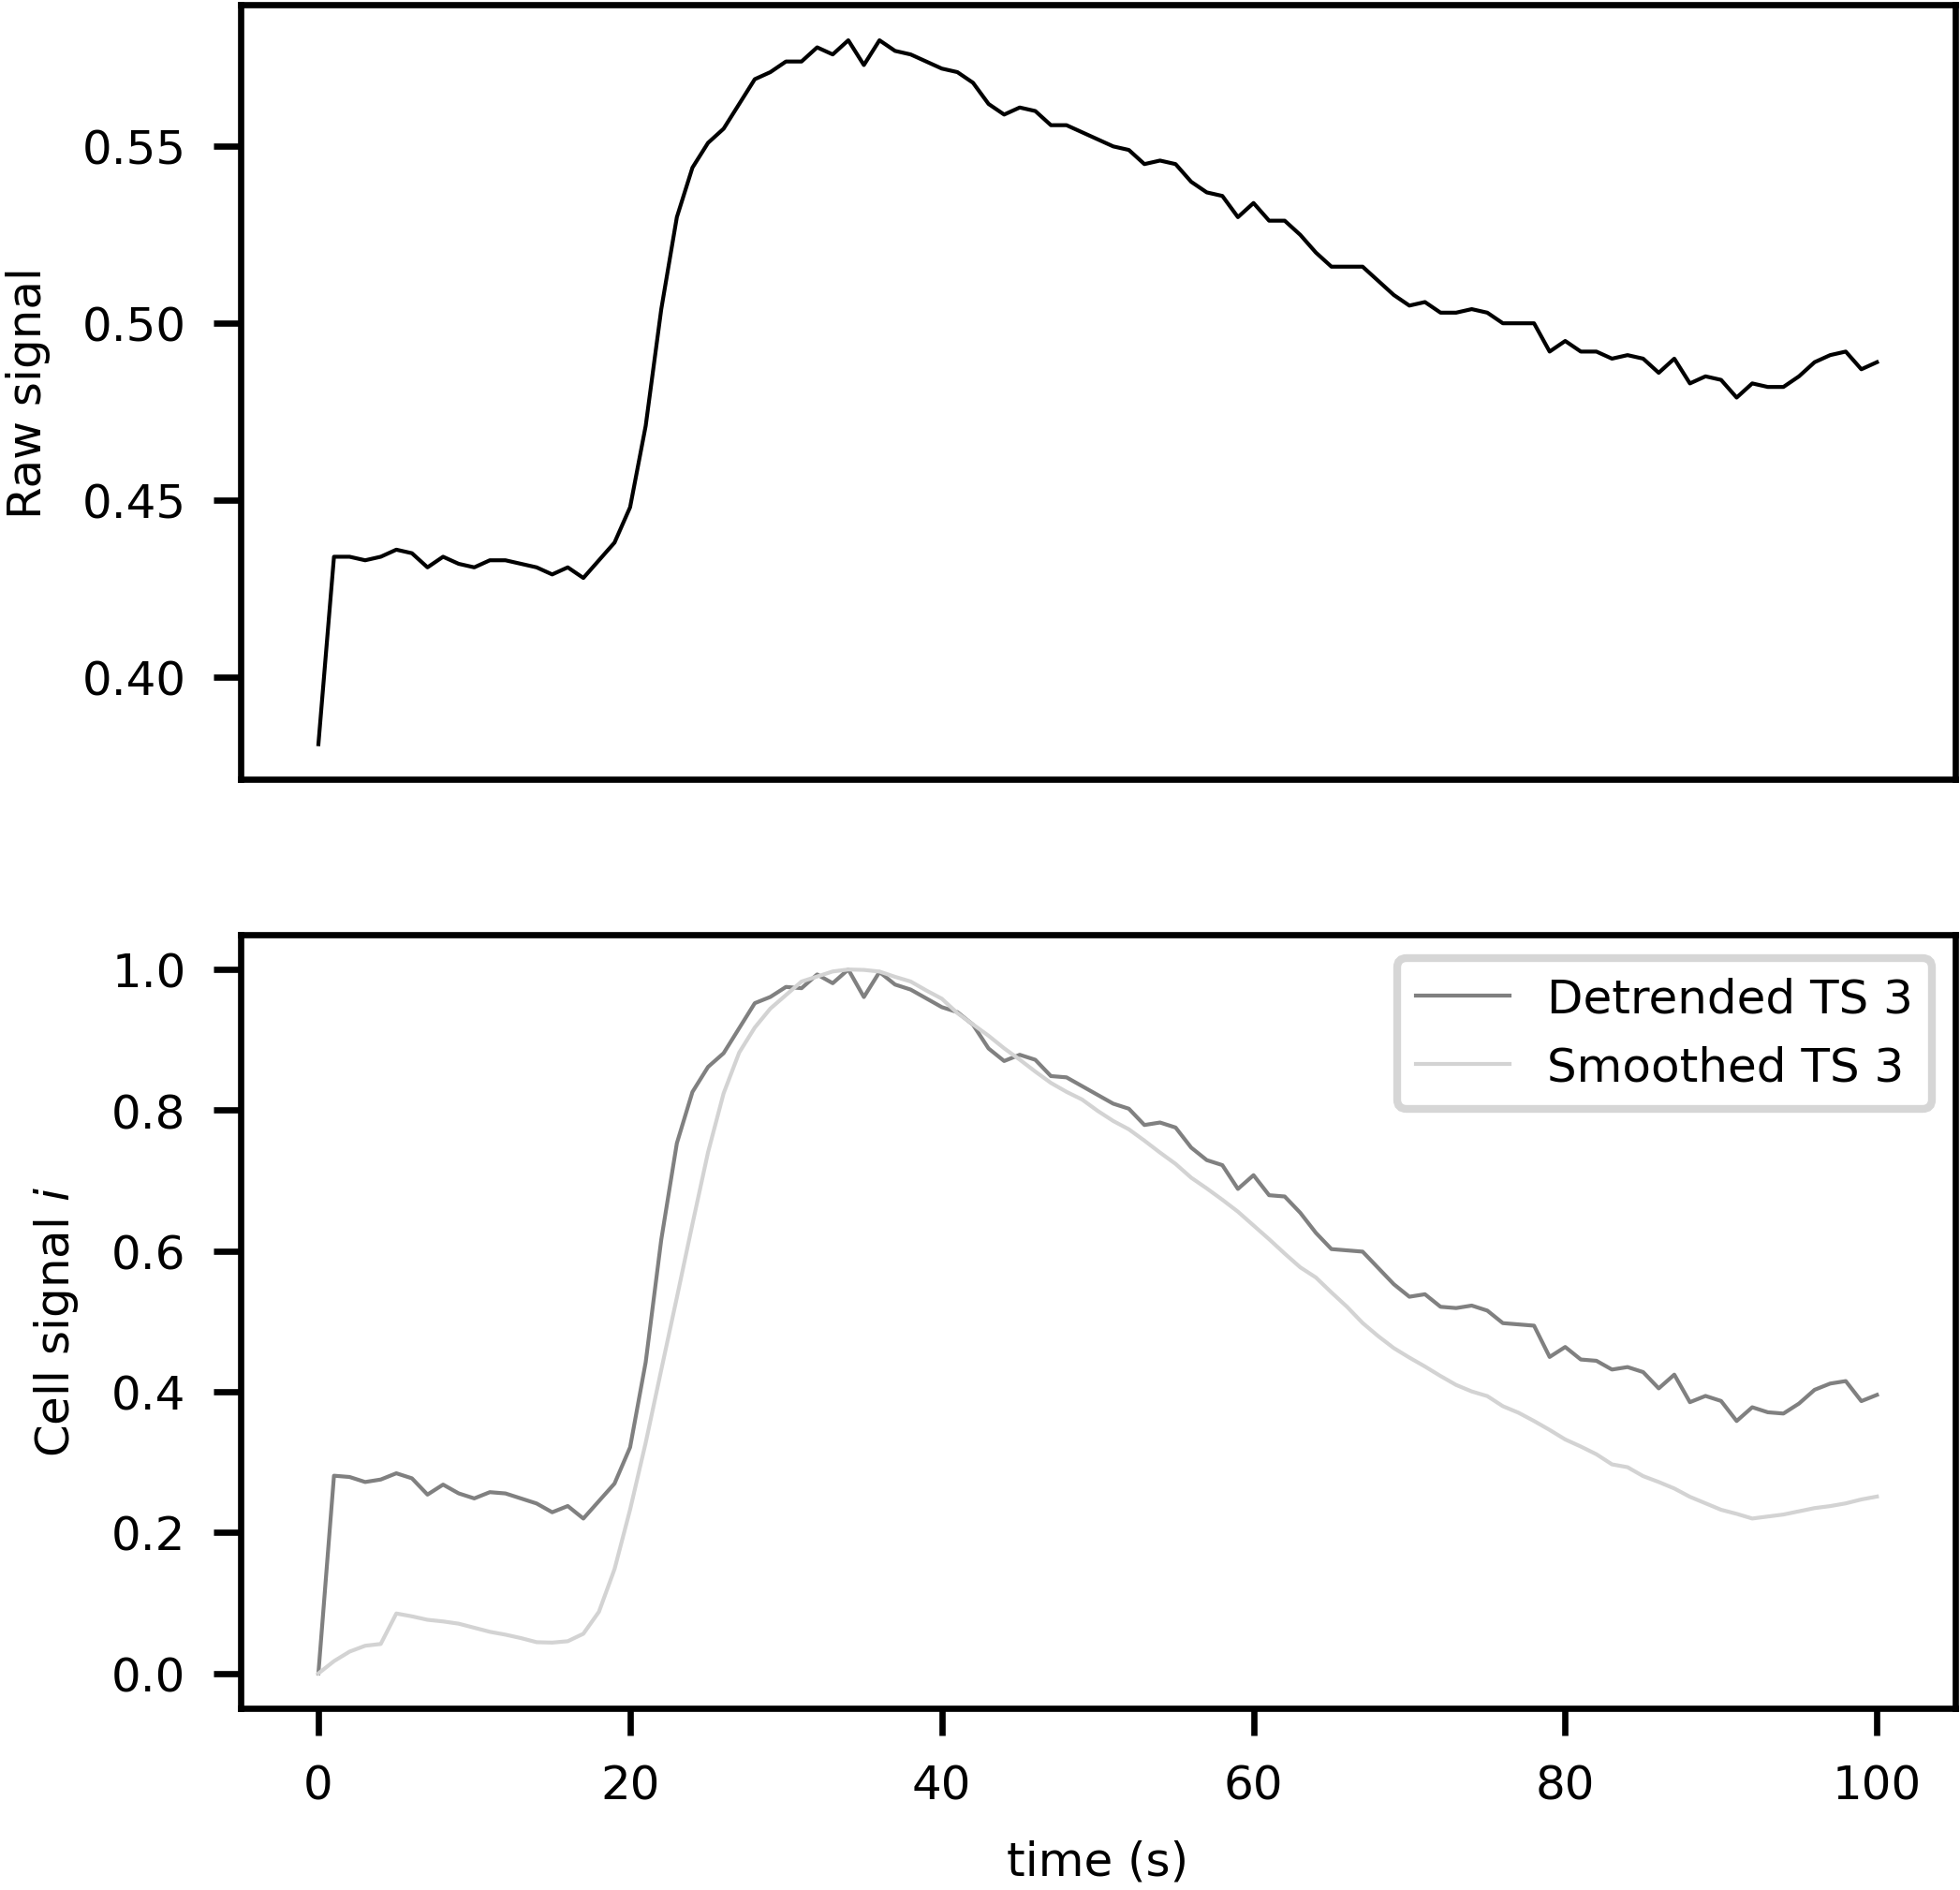 Raw signal
0.55
0.50
0.45
0.40
Cell signal i
1.0
0.8
0.6
0.4
0.2
0.0
Detrended TS 3
Smoothed TS 3
0 20 40 60 80 100
time (s)